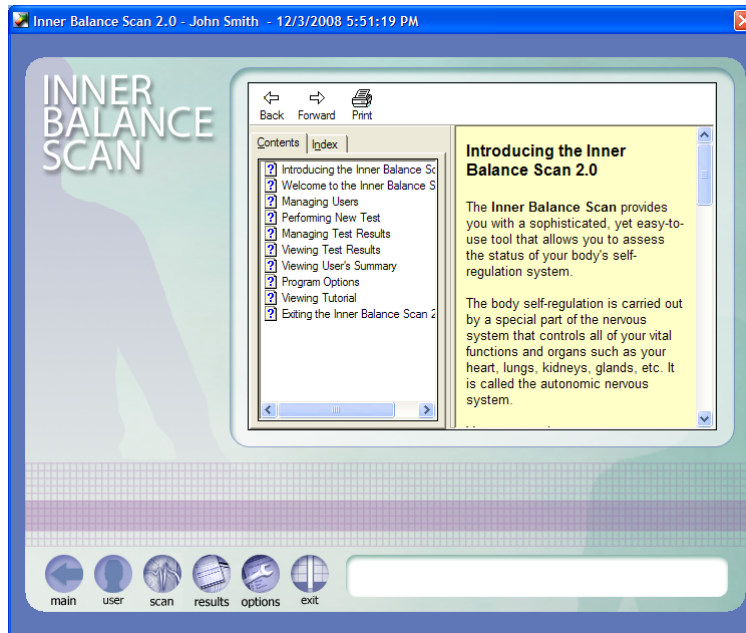 Inner Balance Scan 2.0 - John Smith - 12/3/2008 5:51:19 PM
INNER
BALANCE
SCAN
Back Forward Print
Contents Index
Introducing the Inner Balance Sc
Welcome to the Inner Balance S
Managing Users
Performing New Test
Managing Test Results
Viewing Test Results
Viewing User's Summary
Program Options
Viewing Tutorial
Exiting the Inner Balance Scan 2
Introducing the Inner
Balance Scan 2.0
The Inner Balance Scan provides
you with a sophisticated, yet easy-to-
use tool that allows you to assess
the status of your body's self-
regulation system.
The body self-regulation is carried out
by a special part of the nervous
system that controls all of your vital
functions and organs such as your
heart, lungs, kidneys, glands, etc. It
is called the autonomic nervous
system.
main user scan results options exit